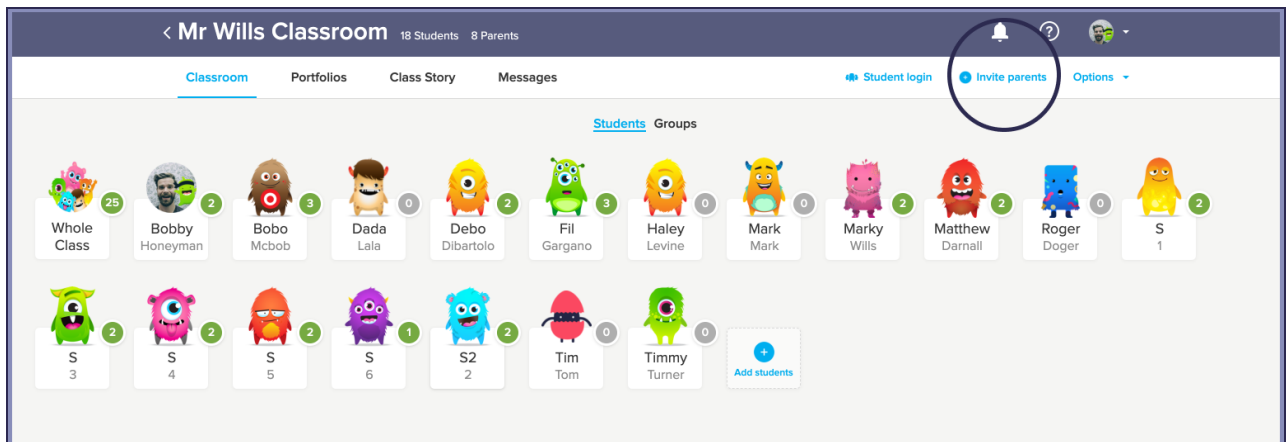 < Mr Wills Classroom 18 Students 8 Parents
Classroom Portfolios Class Story Messages Student login Invite parents Options
Students Groups
25 2 3 0 2 3 0 0 2 2 0 2
Whole Class
Bobby Honeyman
Bobo Mcbob
Dada Lala
Debo Dibartolo
Fil Gargano
Haley Levine
Mark Mark
Marky Wills
Matthew Darnall
Roger Doger
S 1
2 2 2 1 2 0 0
S 3
S 4
S 5
S 6
S2 2
Tim Tom
Timmy Turner
Add students